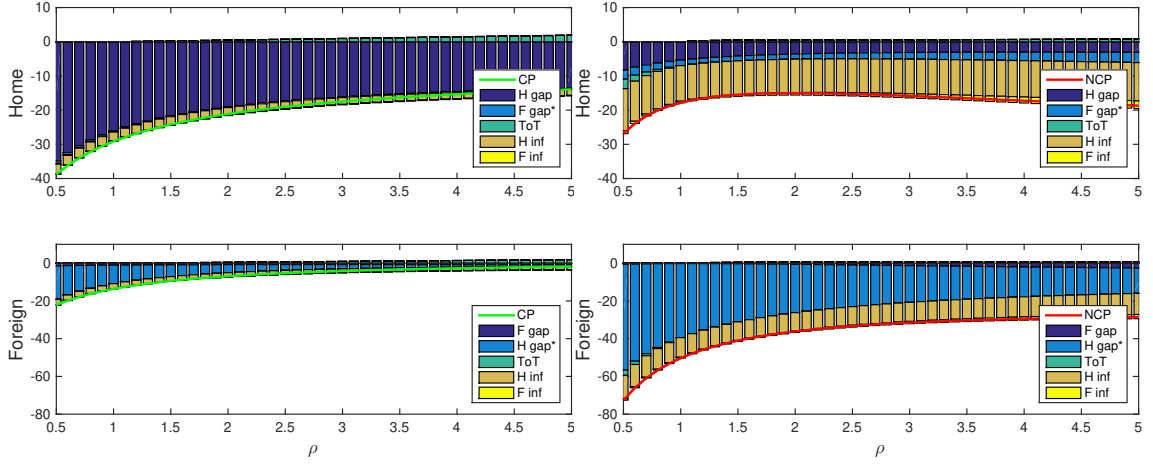 10
0
-10
-20
-30
-40
Home
0.5 1 1.5 2 2.5 3 3.5 4 4.5 5
CP
H gap
F gap*
ToT
H inf
F inf
10
0
-10
-20
-30
-40
Home
0.5 1 1.5 2 2.5 3 3.5 4 4.5 5
NCP
H gap
F gap*
ToT
H inf
F inf
0
-20
-40
-60
-80
Foreign
0.5 1 1.5 2 2.5 3 3.5 4 4.5 5
ρ
CP
F gap
H gap*
ToT
H inf
F inf
0
-20
-40
-60
-80
Foreign
0.5 1 1.5 2 2.5 3 3.5 4 4.5 5
ρ
NCP
F gap
H gap*
ToT
H inf
F inf